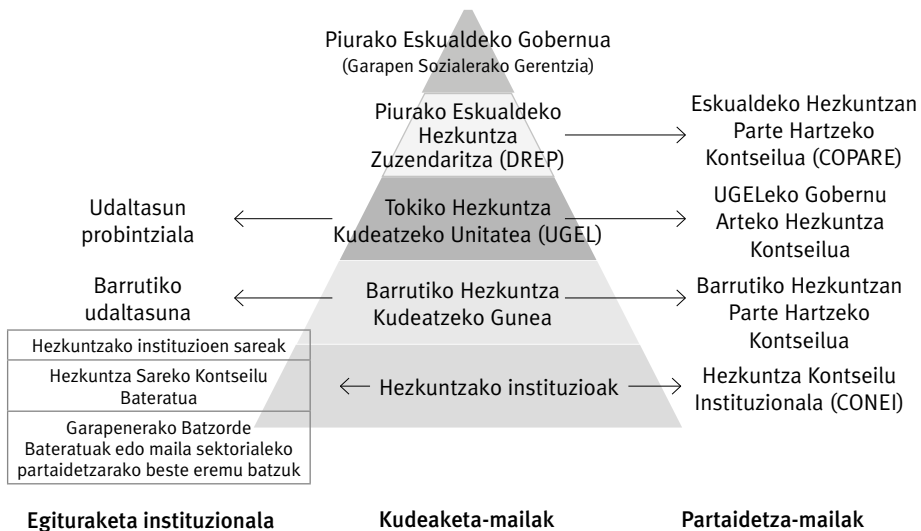 Piurako Eskualdeko Gobernua
(Garapen Sozialerako Gerentzia)
Piurako Eskualdeko
Hezkuntza
Zuzendaritza (DREP)
Eskualdeko Hezkuntzan
Parte Hartzeko
Kontseilua (COPARE)
Udaltasun
probintziala
Tokiko Hezkuntza
Kudeatzeko Unitatea (UGEL)
UGELeko Gobernu
Arteko Hezkuntza
Kontseilua
Barrutiko
udaltasuna
Barrutiko Hezkuntza
Kudeatzeko Gunea
Barrutiko Hezkuntzan
Parte Hartzeko
Kontseilua
Hezkuntzako instituzioen sareak
Hezkuntza Sareko Kontseilu
Bateratua
Garapenerako Batzorde
Bateratuak edo maila sektorialeko
partaidetzarako beste eremu batzuk
Hezkuntzako instituzioak
Hezkuntza Kontseilu
Instituzionala (CONEI)
Egituraketa instituzionala
Kudeaketa-mailak
Partaidetza-mailak